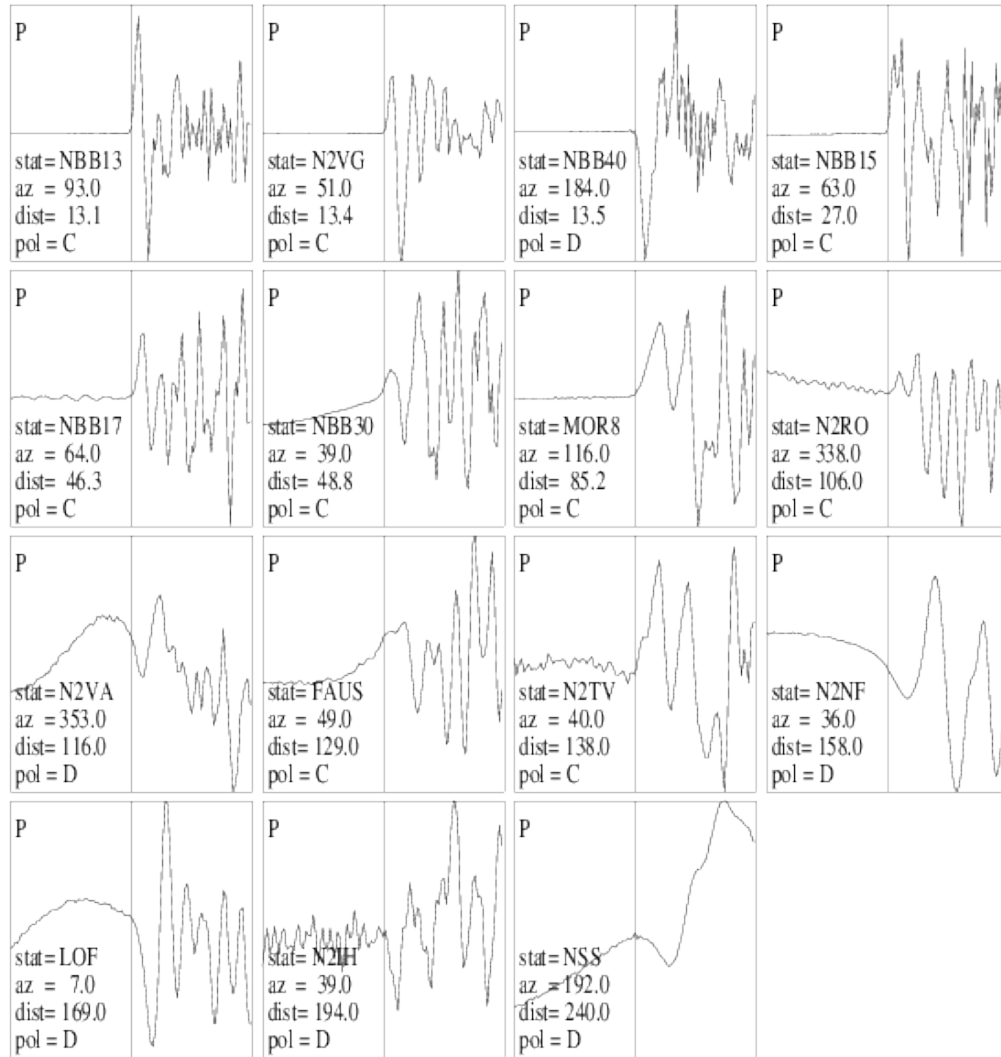 P
stat= NBB13
az = 93.0
dist= 13.1
pol = C
P
stat= N2VG
az = 51.0
dist= 13.4
pol = C
P
stat= NBB40
az = 184.0
dist= 13.5
pol = D
P
stat= NBB15
az = 63.0
dist= 27.0
pol = C
P
stat= NBB17
az = 64.0
dist= 46.3
pol = C
P
stat= NBB30
az = 39.0
dist= 48.8
pol = C
P
stat= MOR8
az = 116.0
dist= 85.2
pol = C
P
stat= N2RO
az = 338.0
dist= 106.0
pol = C
P
stat= N2VA
az = 353.0
dist= 116.0
pol = D
P
stat= FAUS
az = 49.0
dist= 129.0
pol = C
P
stat= N2TV
az = 40.0
dist= 138.0
pol = C
P
stat= N2NF
az = 36.0
dist= 158.0
pol = D
P
stat= LOF
az = 7.0
dist= 169.0
pol = D
P
stat= N2IH
az = 39.0
dist= 194.0
pol = D
P
stat= NSS
az = 192.0
dist= 240.0
pol = D